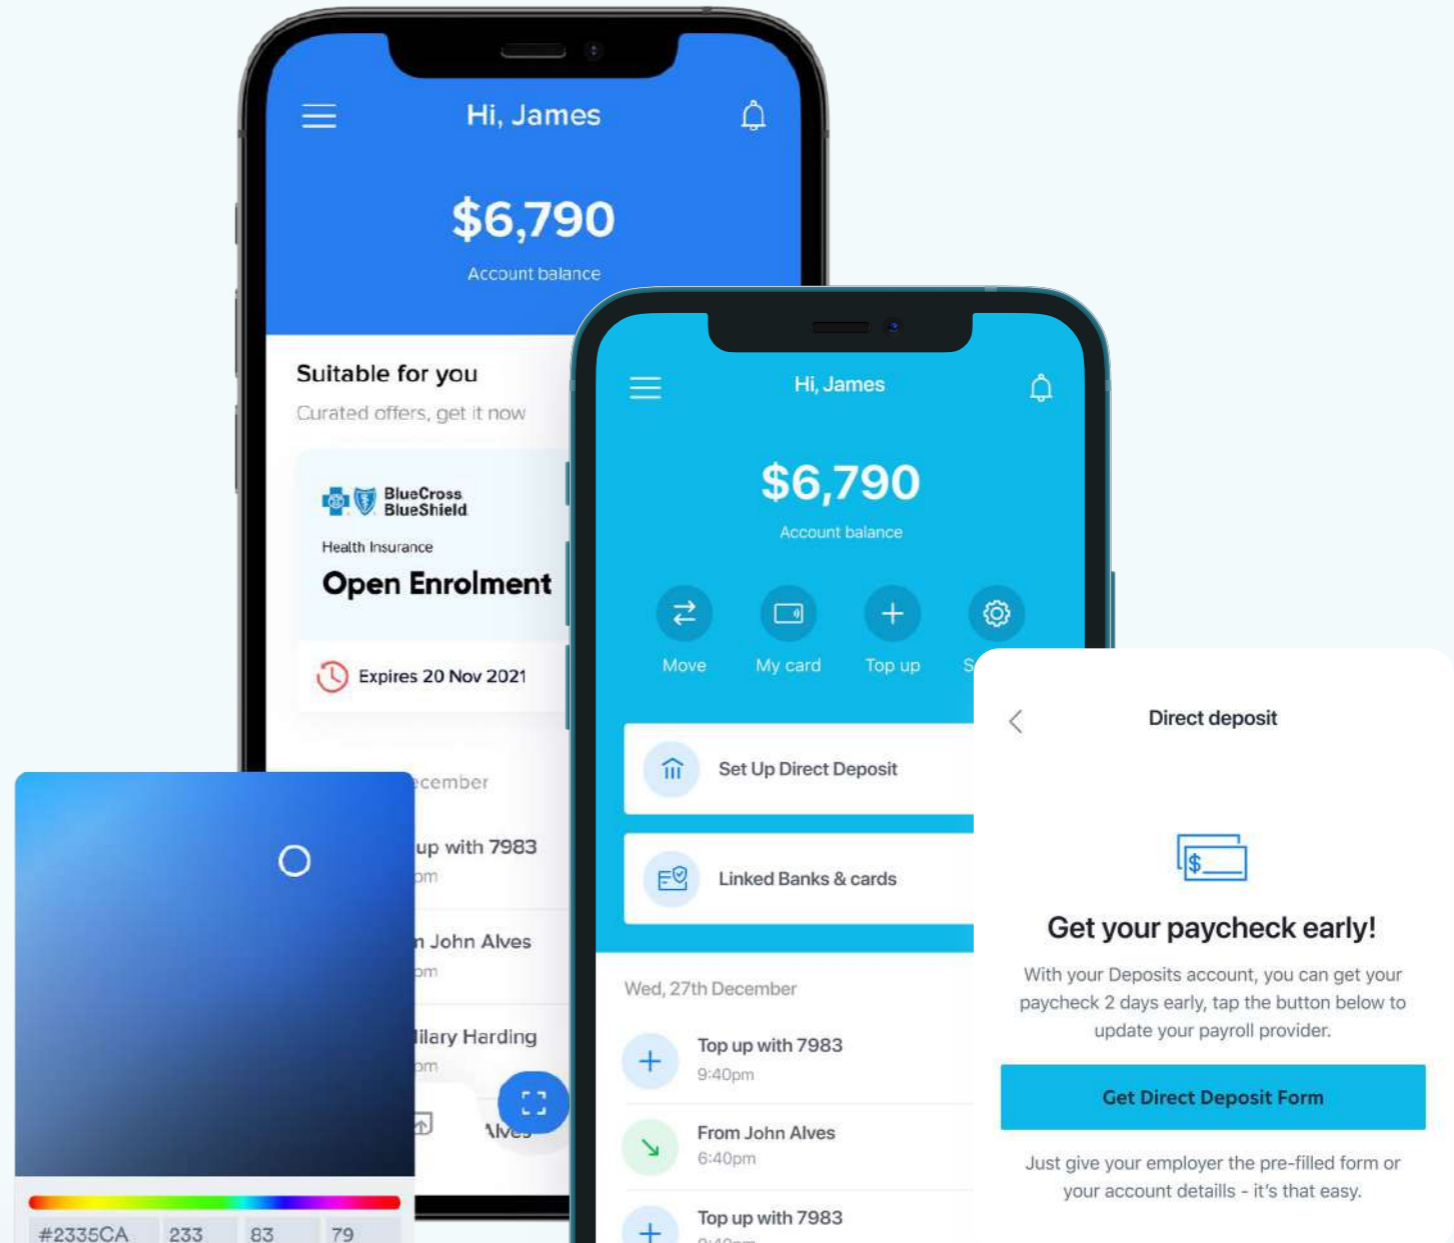 Hi, James
$6,790
Account balance
Suitable for you
Curated offers, get it now
BlueCross
BlueShield
Health Insurance
Open Enrolment
Expires 20 Nov 2021
up with 7983
John Alves
Harding
#2335CA 233 83 79
Hi, James
$6,790
Account balance
Move My card Top up
Set Up Direct Deposit
Linked Banks & cards
Wed, 27th December
Top up with 7983
9:40pm
From John Alves
6:40pm
Top up with 7983
Direct deposit
$
Get your paycheck early!
With your Deposits account, you can get your
paycheck 2 days early, tap the button below to
update your payroll provider.
Get Direct Deposit Form
Just give your employer the pre-filled form or
your account detaills - it's that easy.